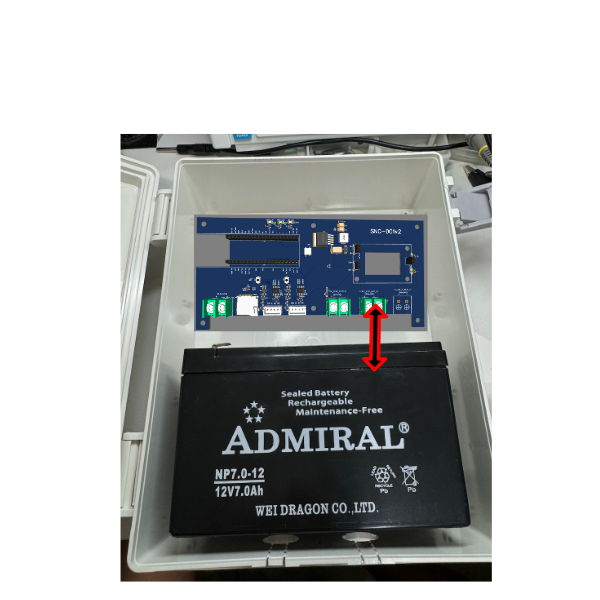 SNC-001v2
Sealed Battery
Rechargeable
Maintenance-Free
ADMIRAL®
NP7.0-12
12V7.0Ah
RECYCLE
Pb
Pb
WEI DRAGON CO.,LTD.